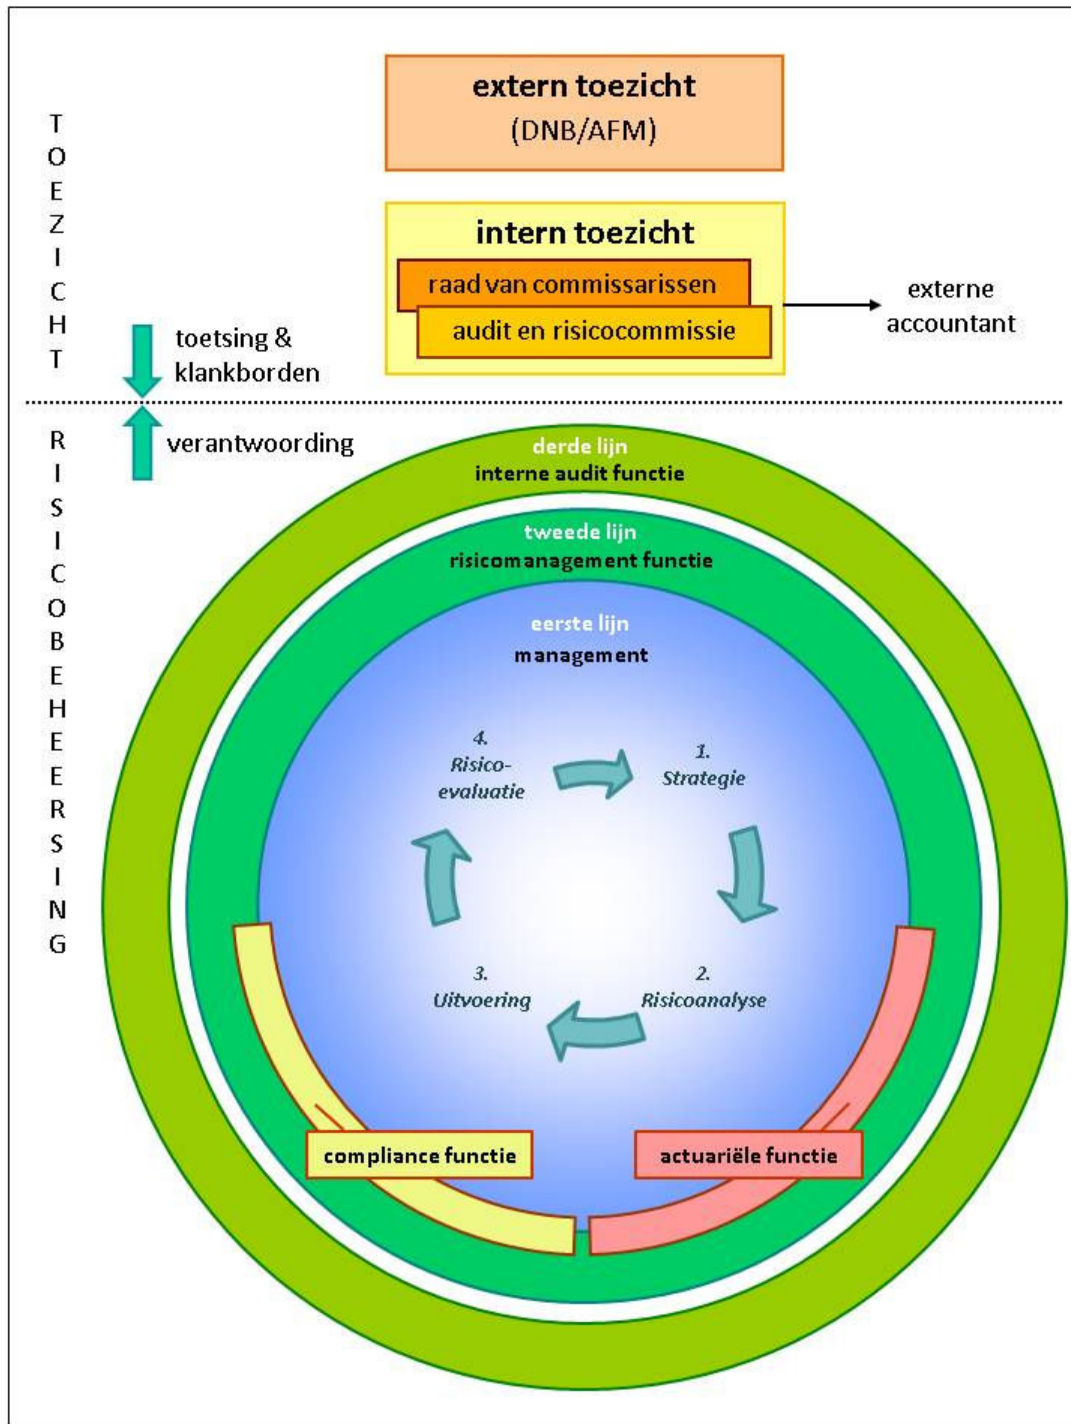 TOEZICHT
extern toezicht
(DNB/AFM)
intern toezicht
raad van commissarissen
audit en risicocommissie
externe
accountant
toetsing &
klankborden
RISICOBEHEERSING
verantwoording
derde lijn
interne audit functie
tweede lijn
risicomanagement functie
eerste lijn
management
4.
Risico-
evaluatie
1.
Strategie
3.
Uitvoering
2.
Risicoanalyse
compliance functie
actuariële functie